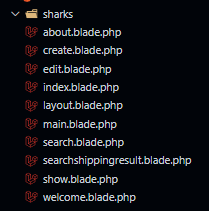 sharks
about.blade.php
create.blade.php
edit.blade.php
index.blade.php
layout.blade.php
main.blade.php
search.blade.php
searchshippingresult.blade.php
show.blade.php
welcome.blade.php